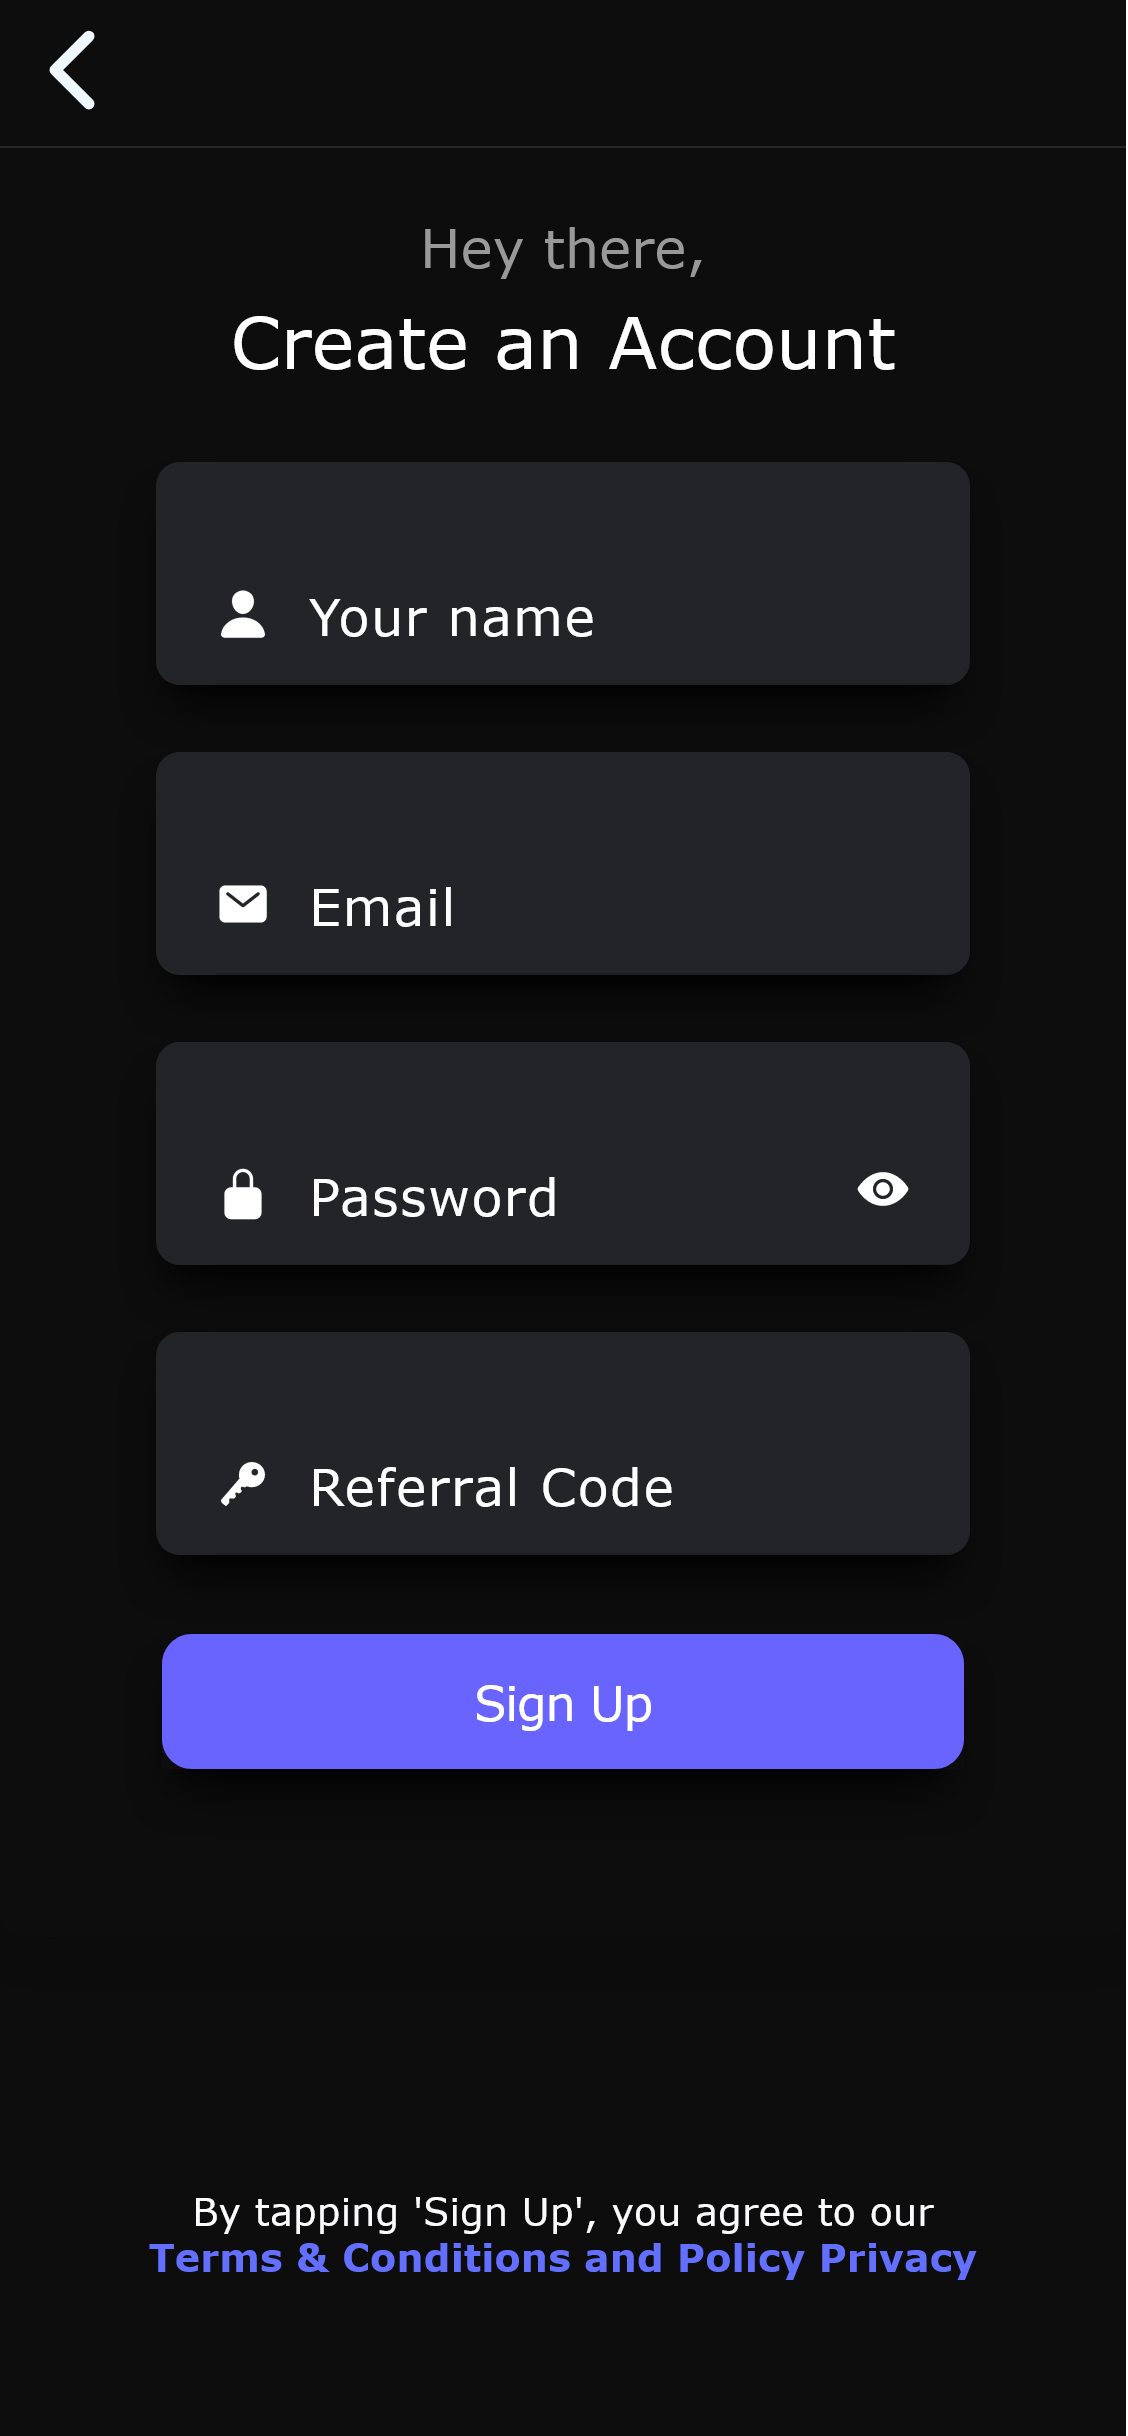 Hey there,
Create an Account
Your name
Email
Password
Referral Code
Sign Up
By tapping 'Sign Up', you agree to our
Terms & Conditions and Policy Privacy